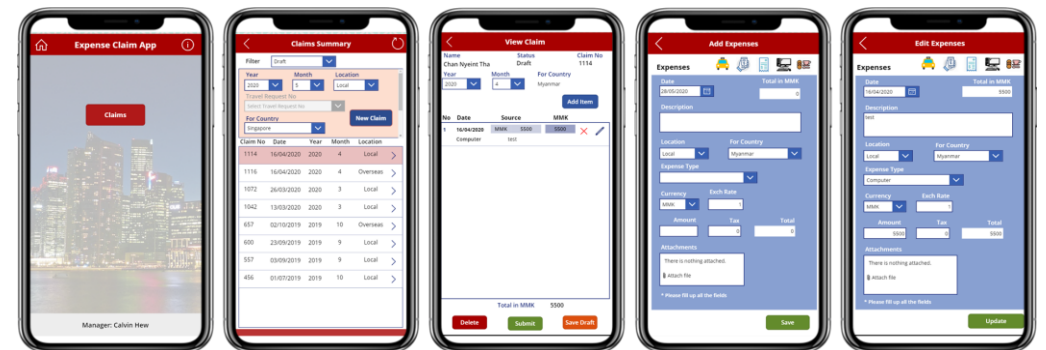 Expense Claim App
Claims
Manager: Calvin Hew
Claims Summary
Filter Draft
Year Month Location
2020 5 Local
Travel Request No
Select Travel Request No
For Country
Singapore
New Claim
Claim No Date Year Month Location
1114 16/04/2020 2020 4 Local
1116 16/04/2020 2020 4 Overseas
1072 26/03/2020 2020 3 Local
1042 13/03/2020 2020 3 Local
657 02/10/2019 2019 10 Overseas
600 23/09/2019 2019 9 Local
557 03/09/2019 2019 9 Local
456 01/07/2019 2019 10 Local
View Claim
Name Status Claim No
Chan Nyeint Tha Draft 1114
Year Month For Country
2020 4 Myanmar
Add Item
No Date Source MMK
1 16/04/2020 MMK 5500 5500
Computer test
Total in MMK 5500
Delete Submit Save Draft
Add Expenses
Expenses
Date Total in MMK
28/05/2020 0
Description
Location For Country
Local Myanmar
Expense Type
Currency Exch Rate
MMK 1
Amount Tax Total
0 0
Attachments
There is nothing attached.
Attach file
* Please fill up all the fields
Save
Edit Expenses
Expenses
Date Total in MMK
16/04/2020 5500
Description
test
Location For Country
Local Myanmar
Expense Type
Computer
Currency Exch Rate
MMK 1
Amount Tax Total
5500 0 5500
Attachments
There is nothing attached.
Attach file
* Please fill up all the fields
Update